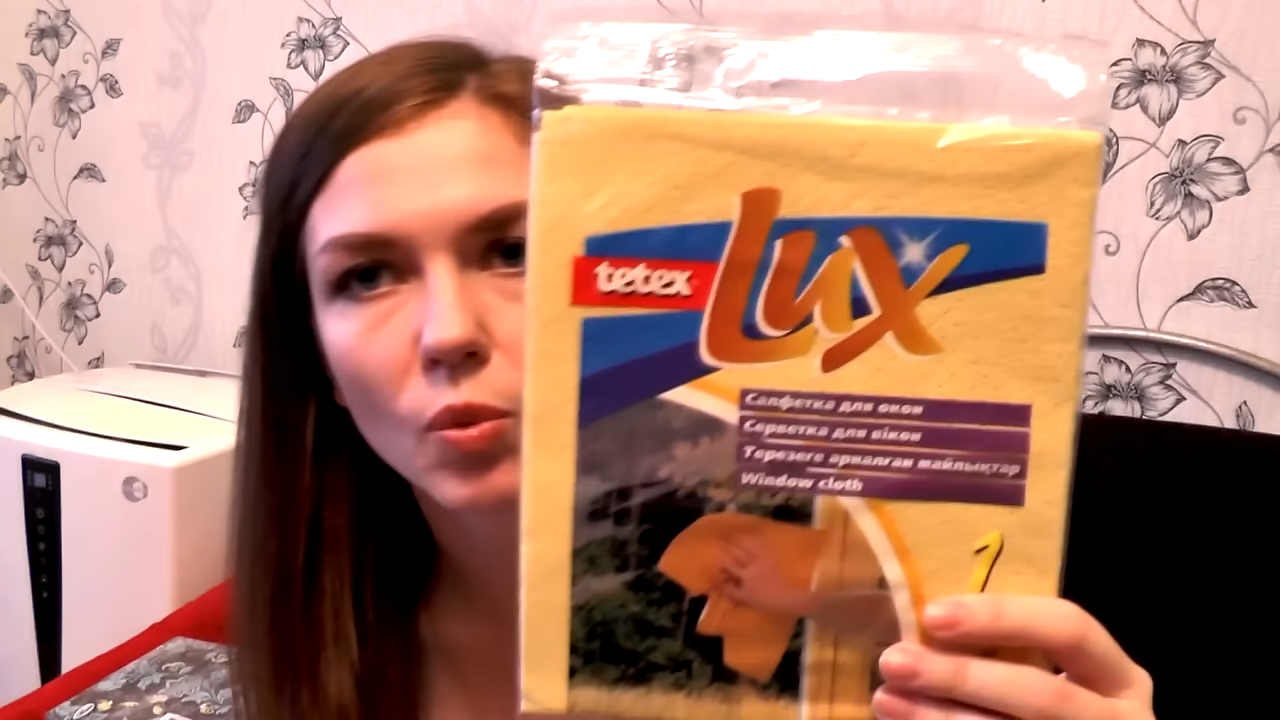 tetex
Lux
Салфетка для окон
Серветка для вікон
Терезеге арналған майлықтар
Window cloth
1